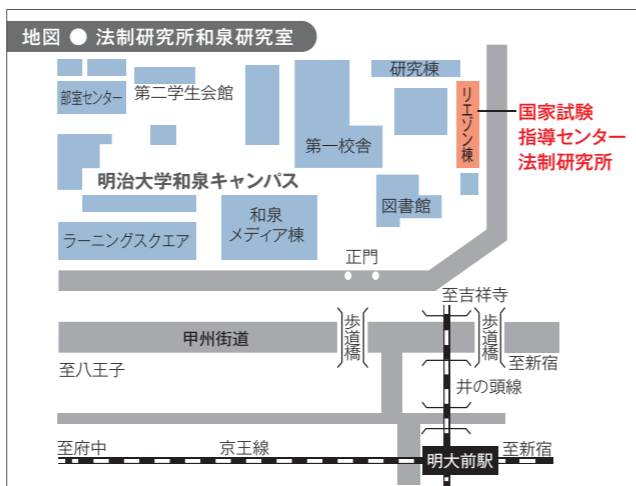 地図 ● 法制研究所和泉研究室
研究棟
部室センター
第二学生会館
リエゾン棟
国家試験
指導センター
法制研究所
第一校舎
明治大学和泉キャンパス
図書館
和泉
メディア棟
ラーニングスクエア
正門
至吉祥寺
甲州街道
歩道橋
歩道橋
至八王子
至新宿
井の頭線
至府中
京王線
明大前駅
至新宿